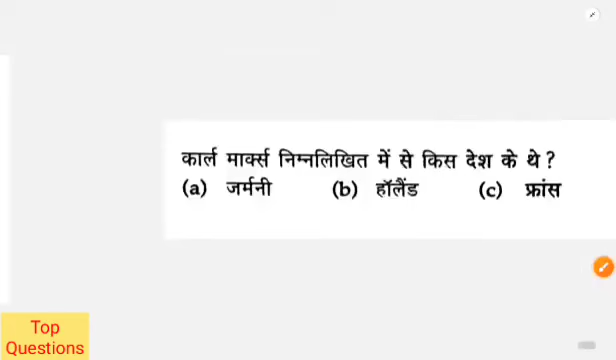 कार्ल मार्क्स निम्नलिखित में से किस देश के थे ?
(a) जर्मनी (b) हॉलैंड (c) फ्रांस
Top
Questions